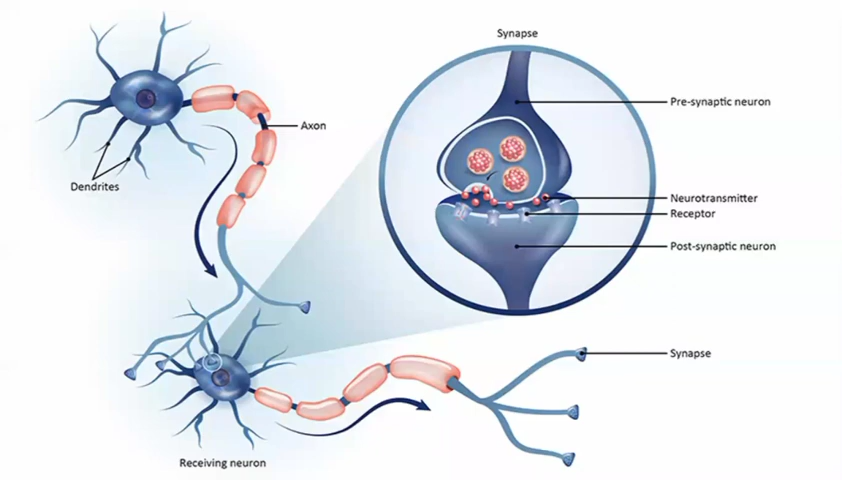 Synapse
Pre-synaptic neuron
Axon
Dendrites
Neurotransmitter
Receptor
Post-synaptic neuron
Synapse
Receiving neuron